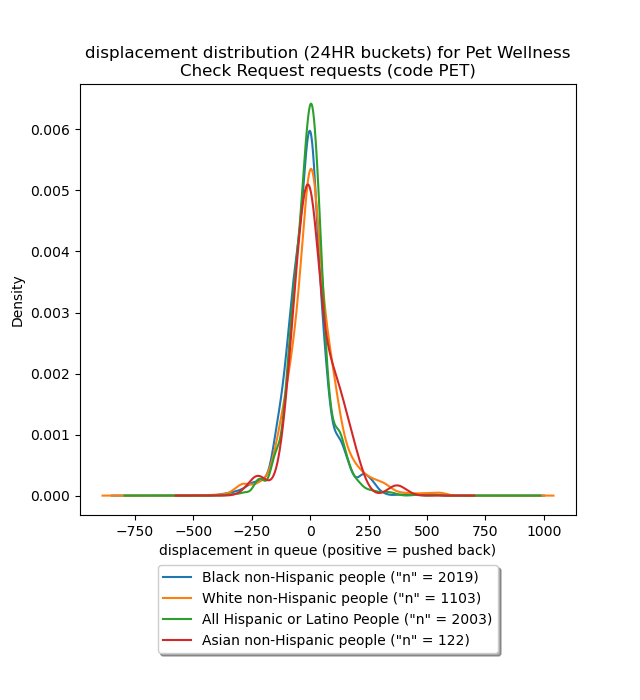 displacement distribution (24HR buckets) for Pet Wellness
Check Request requests (code PET)
Density
0.006
0.005
0.004
0.003
0.002
0.001
0.000
−750
−500
−250
0
250
500
750
1000
displacement in queue (positive = pushed back)
Black non-Hispanic people ("n" = 2019)
White non-Hispanic people ("n" = 1103)
All Hispanic or Latino People ("n" = 2003)
Asian non-Hispanic people ("n" = 122)